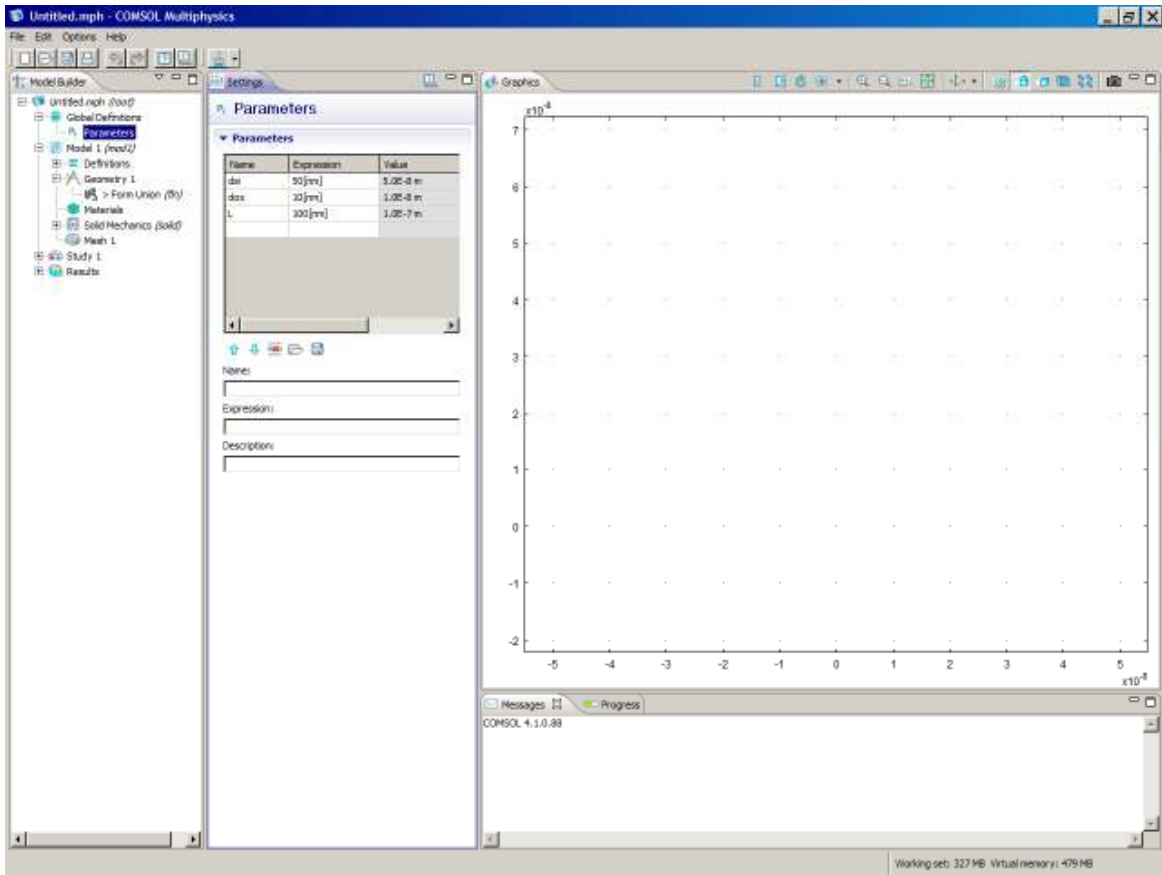 Untitled.mph - COMSOL Multiphysics
File Edit Options Help
Model Builder
Untitled.mph (root)
Global Definitions
Parameters
Model 1 (mod1)
Definitions
Geometry 1
> Form Union (fin)
Materials
Solid Mechanics (solid)
Mesh 1
Study 1
Results
Settings
Parameters
Parameters
Name Expression Value
50[nm] 5.0E-8 m
10[nm] 1.0E-8 m
L 100[nm] 1.0E-7 m
Name:
Expression:
Description:
Graphics
7
6
5
4
3
2
1
0
-1
-2
-5 -4 -3 -2 -1 0 1 2 3 4 5
Messages Progress
COMSOL 4.1.0.88
Working set: 327 MB Virtual memory: 479 MB